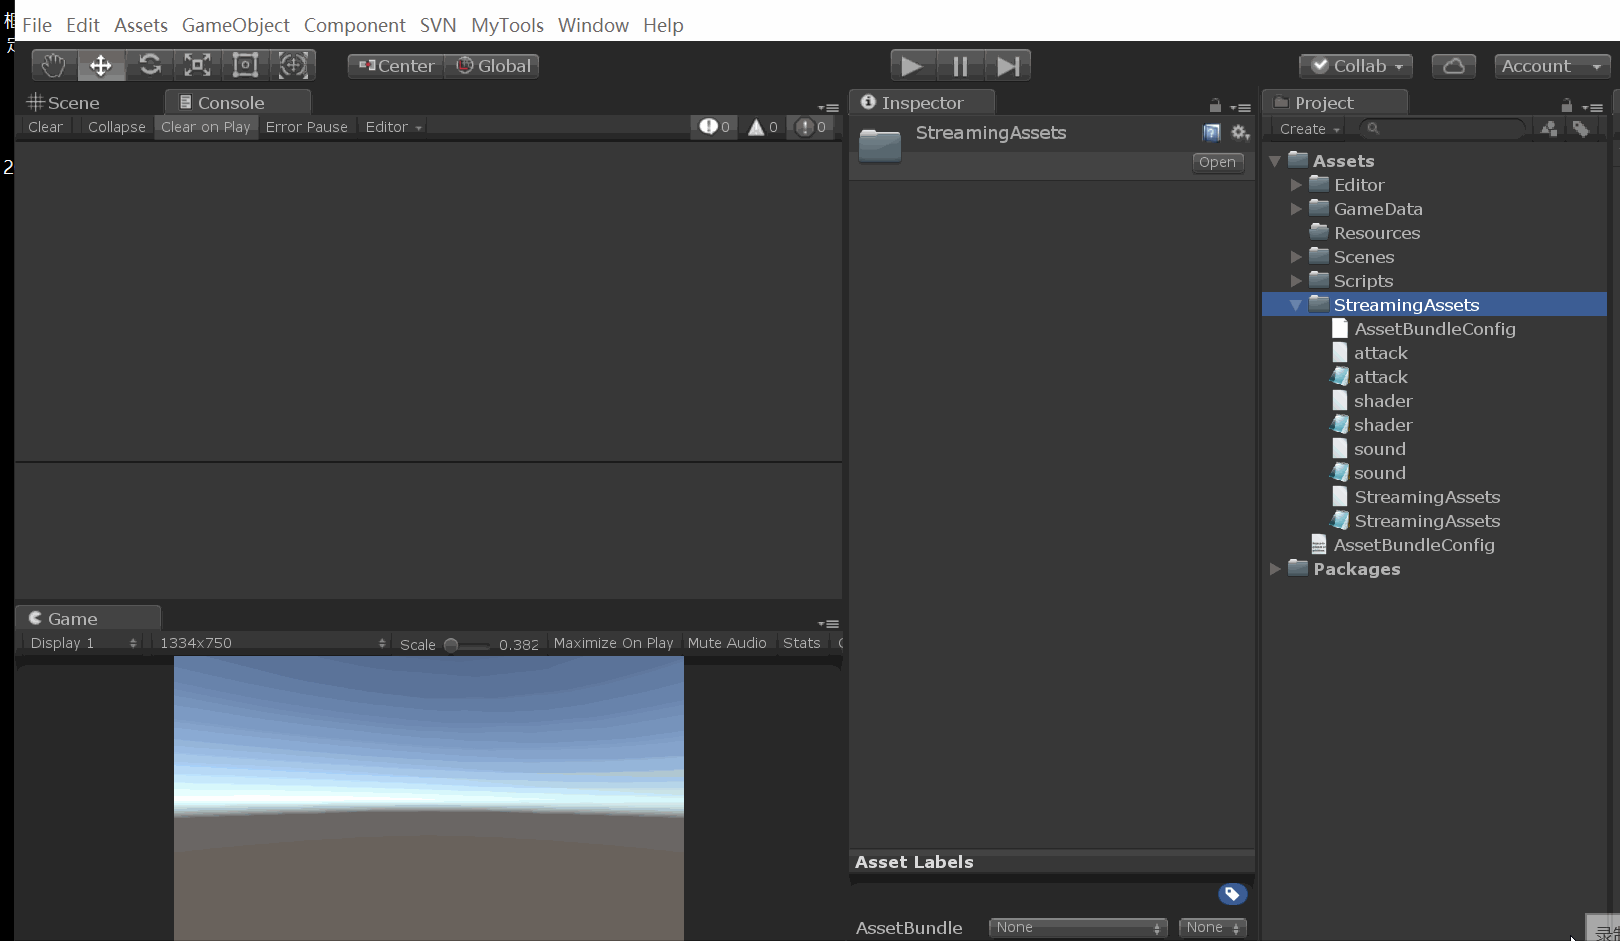 File Edit Assets GameObject Component SVN MyTools Window Help
Center Global
Collab Account
Scene Console
Clear Collapse Clear on Play Error Pause Editor
0 0 0
2
Inspector
StreamingAssets
Open
Project
Create
Assets
Editor
GameData
Resources
Scenes
Scripts
StreamingAssets
AssetBundleConfig
attack
attack
shader
shader
sound
sound
StreamingAssets
StreamingAssets
AssetBundleConfig
Packages
Game
Display 1 1334x750 Scale 0.382 Maximize On Play Mute Audio Stats
Asset Labels
AssetBundle None None